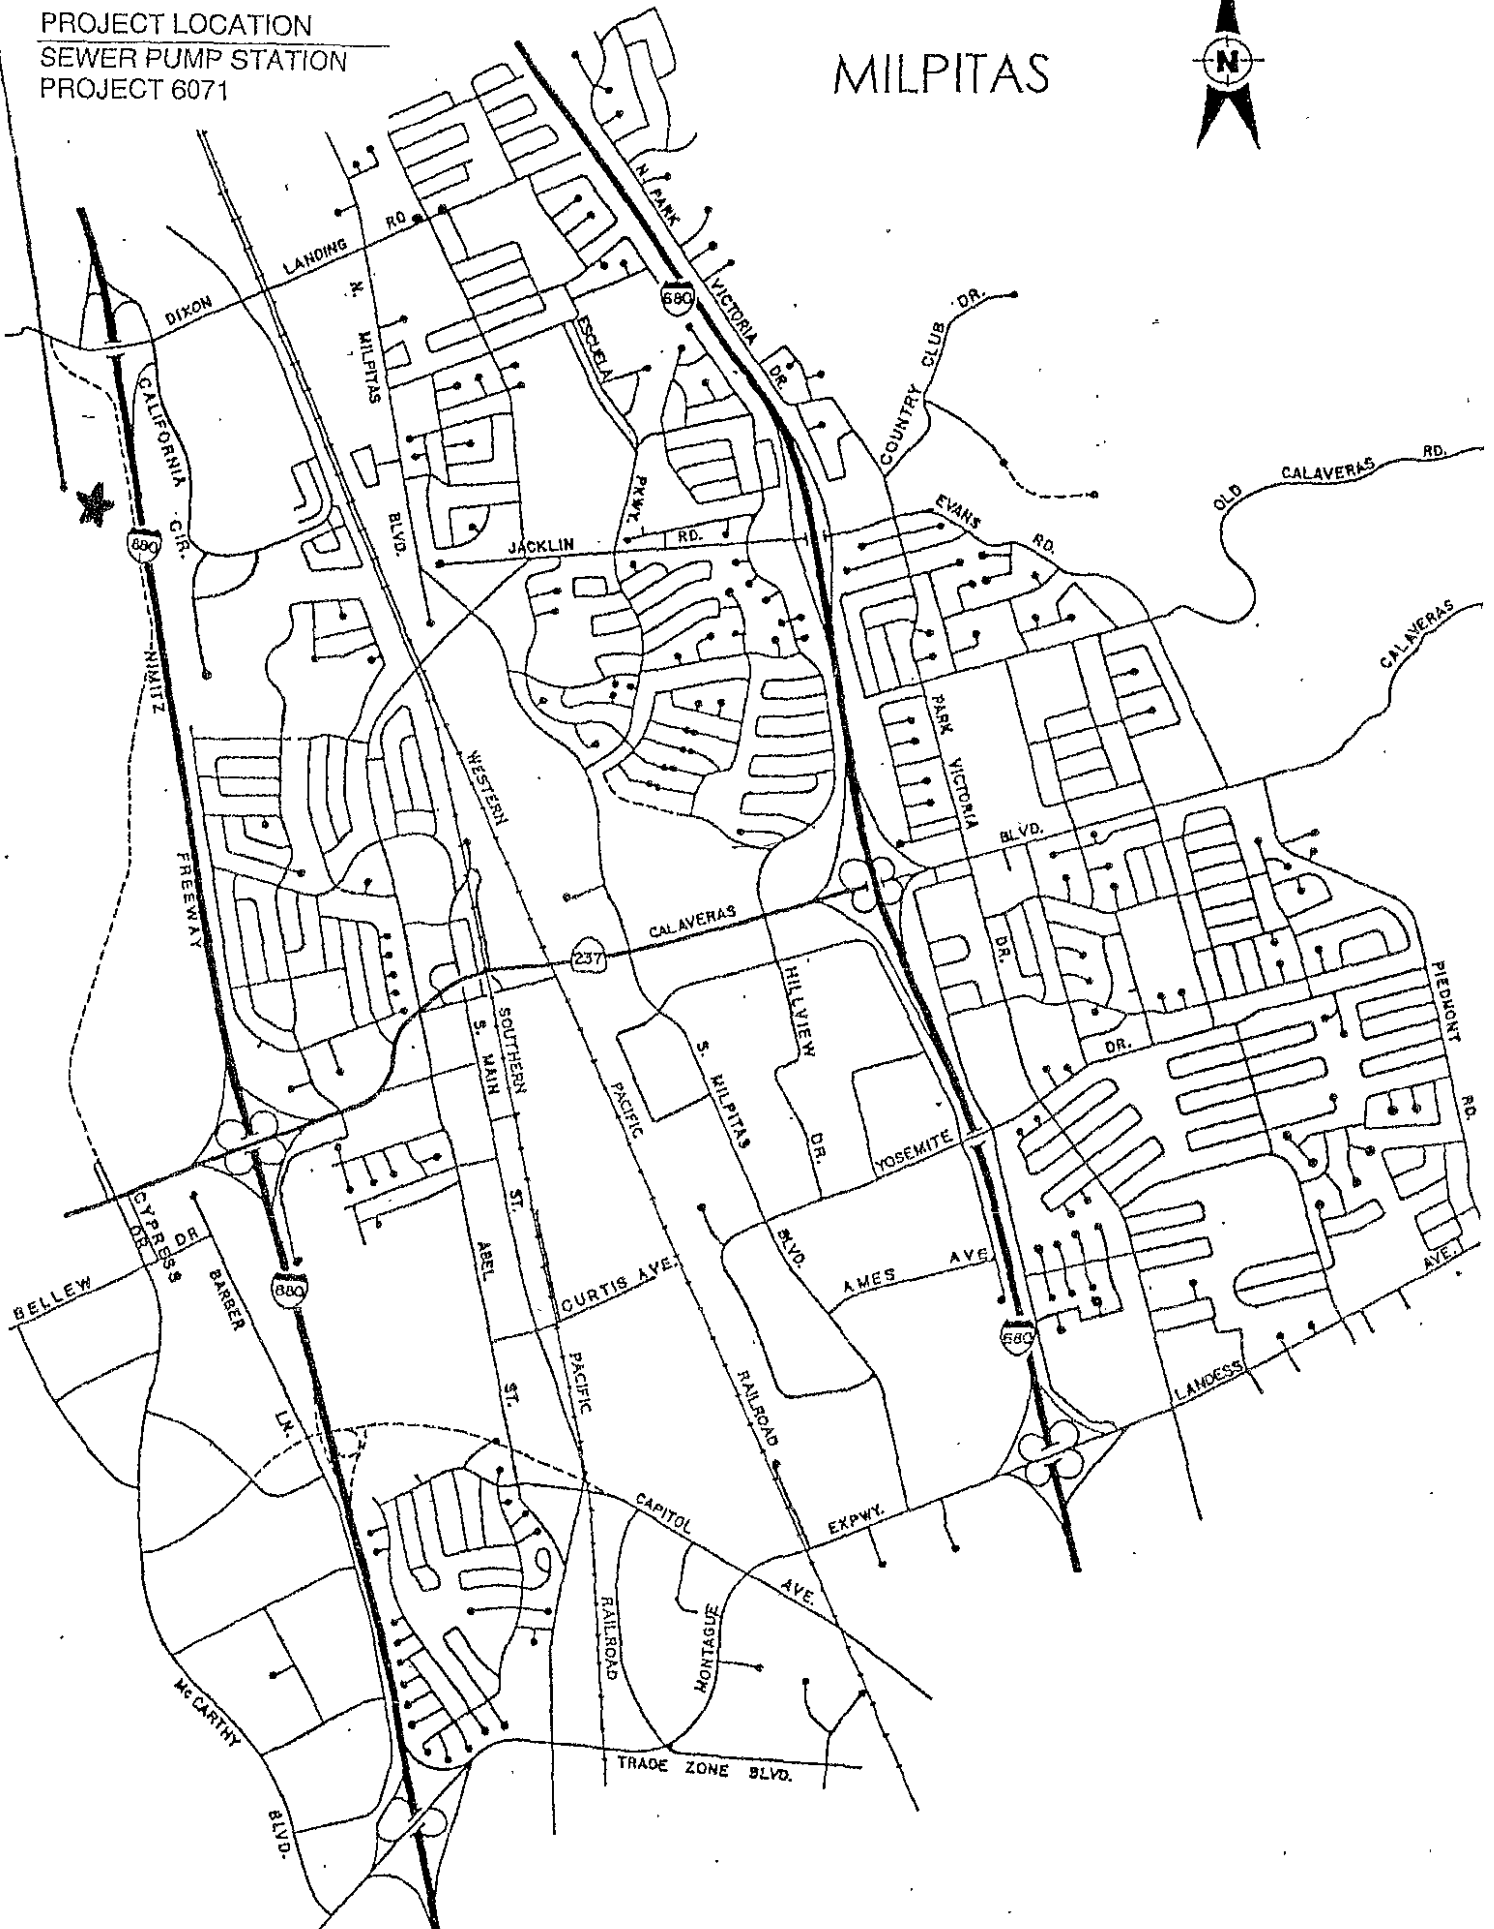 PROJECT LOCATION
SEWER PUMP STATION
PROJECT 6071
MILPITAS
N
N. PARK
VICTORIA
DR.
680
DIXON
LANDING
RD
N.
MILPITAS
BLVD.
ESCUELA
PKWY.
COUNTRY CLUB DR.
OLD
CALAVERAS
RD.
CALAVERAS
CALIFORNIA
CIR.
880
JACKLIN
RD.
EVANS
RD.
NIMITZ
FREEWAY
WESTERN
PARK
VICTORIA
DR.
BLVD.
CALAVERAS
237
HILLVIEW
DR.
PIEDMONT
RD.
SOUTHERN
S. MAIN
ST.
PACIFIC
S. MILPITAS
BLVD.
DR.
YOSEMITE
CYPRESS
DR
DR
BELLEW
BARBER
LN.
880
ABEL
ST.
CURTIS AVE.
AMES AVE
680
AVE.
LANDESS
PACIFIC
RAILROAD
RAILROAD
CAPITOL
AVE.
EXPWY.
MONTAGUE
McCARTHY
BLVD.
TRADE ZONE BLVD.